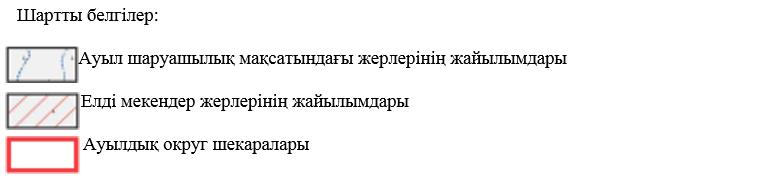 Шартты белгілер:
Ауыл шаруашылық мақсатындағы жерлерінің жайылымдары
Елді мекендер жерлерінің жайылымдары
Ауылдық округ шекаралары